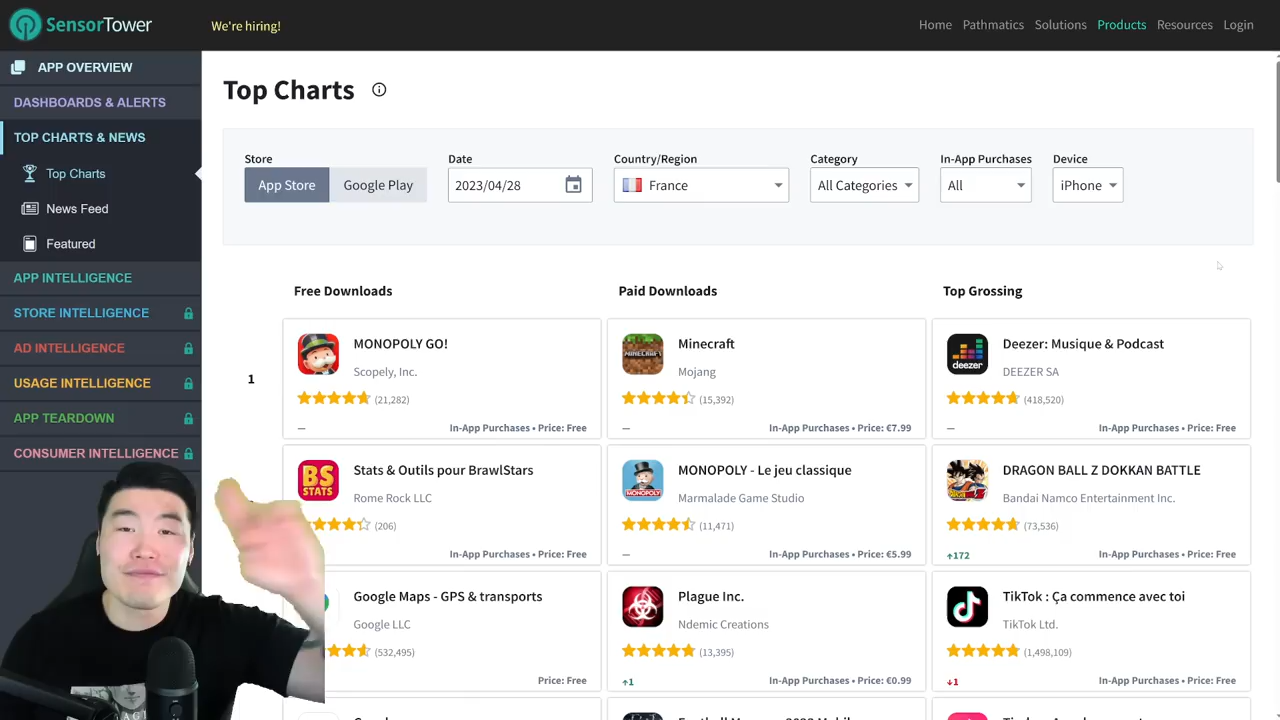 SensorTower
We're hiring!
Home Pathmatics Solutions Products Resources Login
APP OVERVIEW
DASHBOARDS & ALERTS
TOP CHARTS & NEWS
Top Charts
News Feed
Featured
APP INTELLIGENCE
STORE INTELLIGENCE
AD INTELLIGENCE
USAGE INTELLIGENCE
APP TEARDOWN
CONSUMER INTELLIGENCE
Top Charts
Store Date Country/Region Category In-App Purchases Device
App Store Google Play 2023/04/28 France All Categories All iPhone
Free Downloads Paid Downloads Top Grossing
1
MONOPOLY GO!
Scopely, Inc.
(21,282)
— In-App Purchases • Price: Free
Minecraft
MINECRAFT
Mojang
(15,392)
— In-App Purchases • Price: €7.99
Deezer: Musique & Podcast
deezer
DEEZER SA
(418,520)
— In-App Purchases • Price: Free
BS
STATS
Stats & Outils pour BrawlStars
Rome Rock LLC
(206)
In-App Purchases • Price: Free
MONOPOLY - Le jeu classique
MONOPOLY
Marmalade Game Studio
(11,471)
— In-App Purchases • Price: €5.99
DRAGON BALL Z DOKKAN BATTLE
Bandai Namco Entertainment Inc.
(73,536)
↑172 In-App Purchases • Price: Free
Google Maps - GPS & transports
Google LLC
(532,495)
Price: Free
Plague Inc.
Ndemic Creations
(13,395)
↑1 In-App Purchases • Price: €0.99
TikTok : Ça commence avec toi
TikTok Ltd.
(1,498,109)
↓1 In-App Purchases • Price: Free